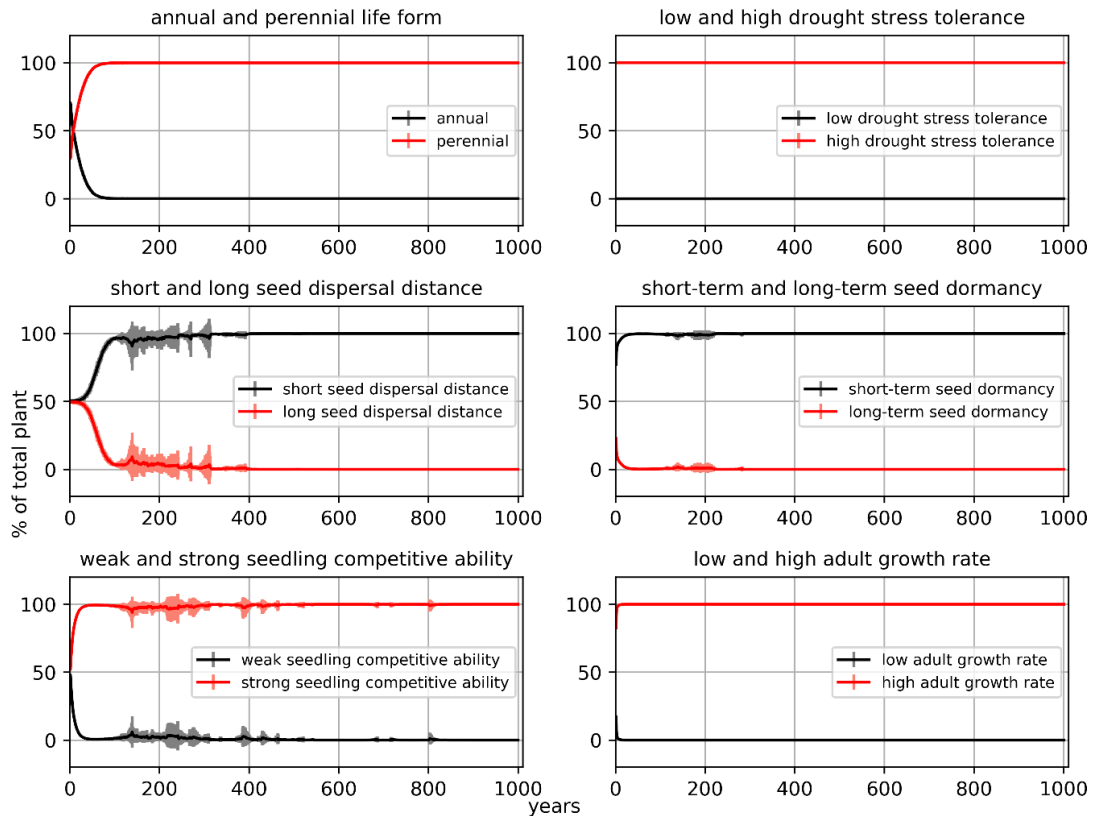 annual and perennial life form
100
50
0
annual
perennial
0 200 400 600 800 1000
low and high drought stress tolerance
100
50
0
low drought stress tolerance
high drought stress tolerance
0 200 400 600 800 1000
short and long seed dispersal distance
100
50
0
short seed dispersal distance
long seed dispersal distance
0 200 400 600 800 1000
short-term and long-term seed dormancy
100
50
0
short-term seed dormancy
long-term seed dormancy
0 200 400 600 800 1000
% of total plant
weak and strong seedling competitive ability
100
50
0
weak seedling competitive ability
strong seedling competitive ability
0 200 400 600 800 1000
low and high adult growth rate
100
50
0
low adult growth rate
high adult growth rate
0 200 400 600 800 1000
years